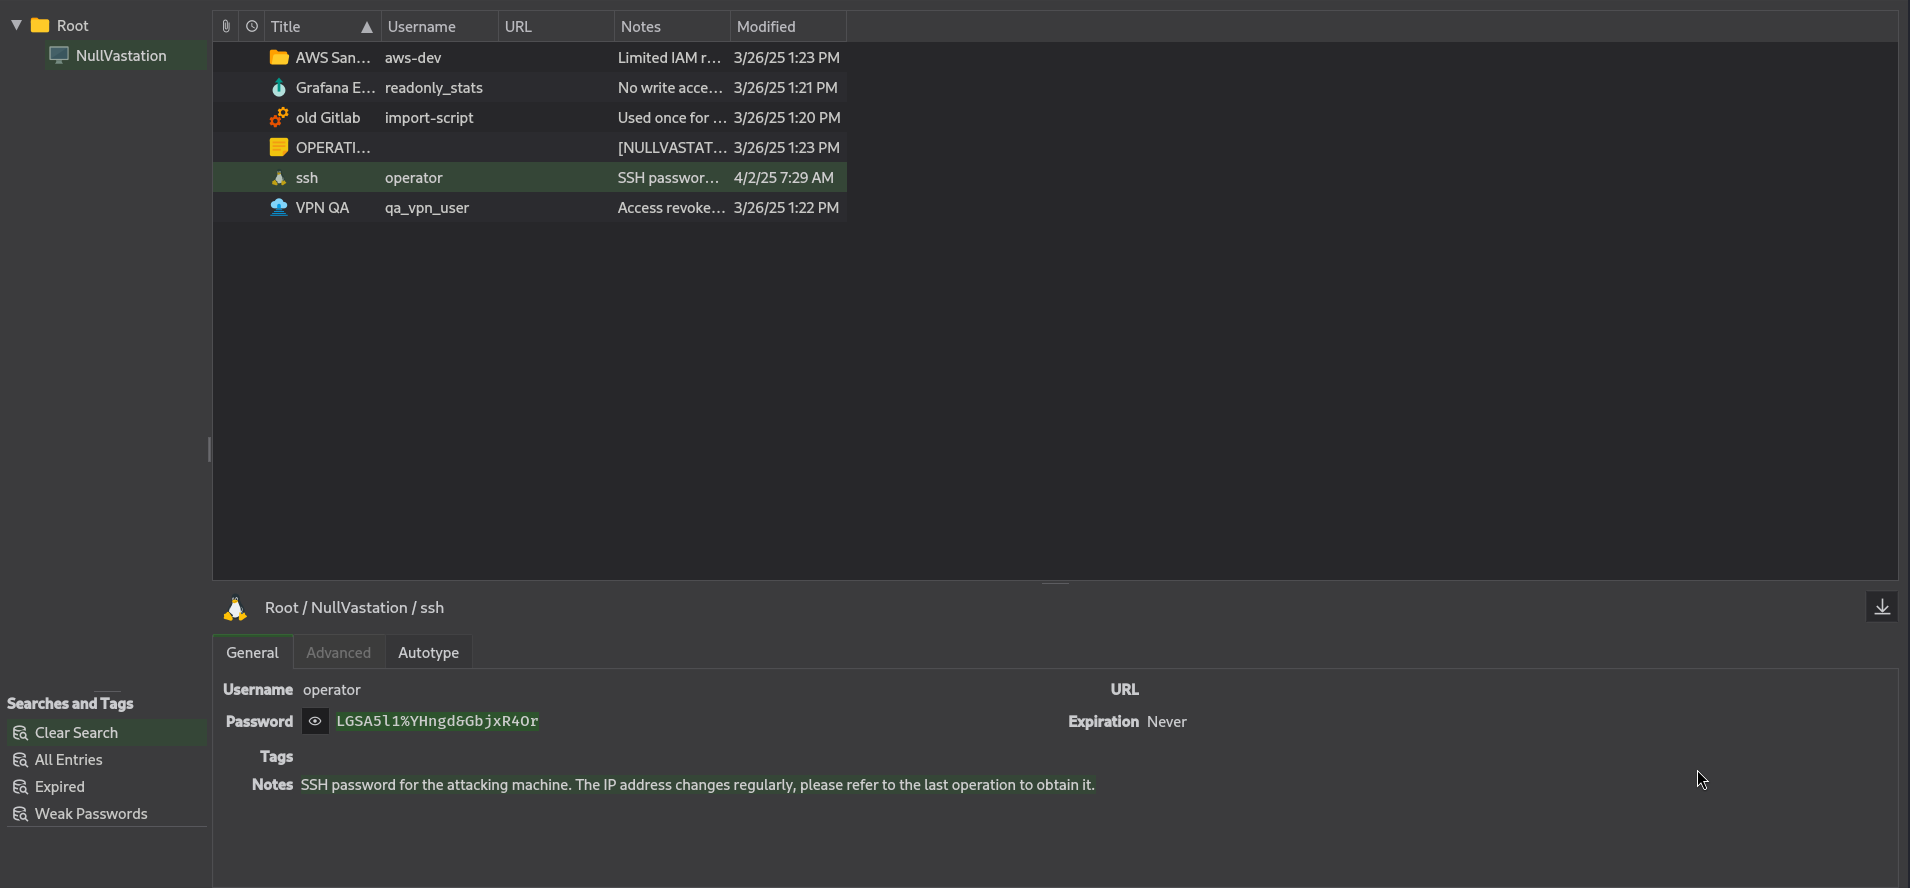 Root
NullVastation
Title Username URL Notes Modified
AWS San... aws-dev Limited IAM r... 3/26/25 1:23 PM
Grafana E... readonly_stats No write acce... 3/26/25 1:21 PM
old Gitlab import-script Used once for ... 3/26/25 1:20 PM
OPERATI... [NULLVASTAT... 3/26/25 1:23 PM
ssh operator SSH passwor... 4/2/25 7:29 AM
VPN QA qa_vpn_user Access revoke... 3/26/25 1:22 PM
Root / NullVastation / ssh
General Advanced Autotype
Username operator URL
Password LGSA5l1%YHngd&GbjxR4Or Expiration Never
Tags
Notes SSH password for the attacking machine. The IP address changes regularly, please refer to the last operation to obtain it.
Searches and Tags
Clear Search
All Entries
Expired
Weak Passwords